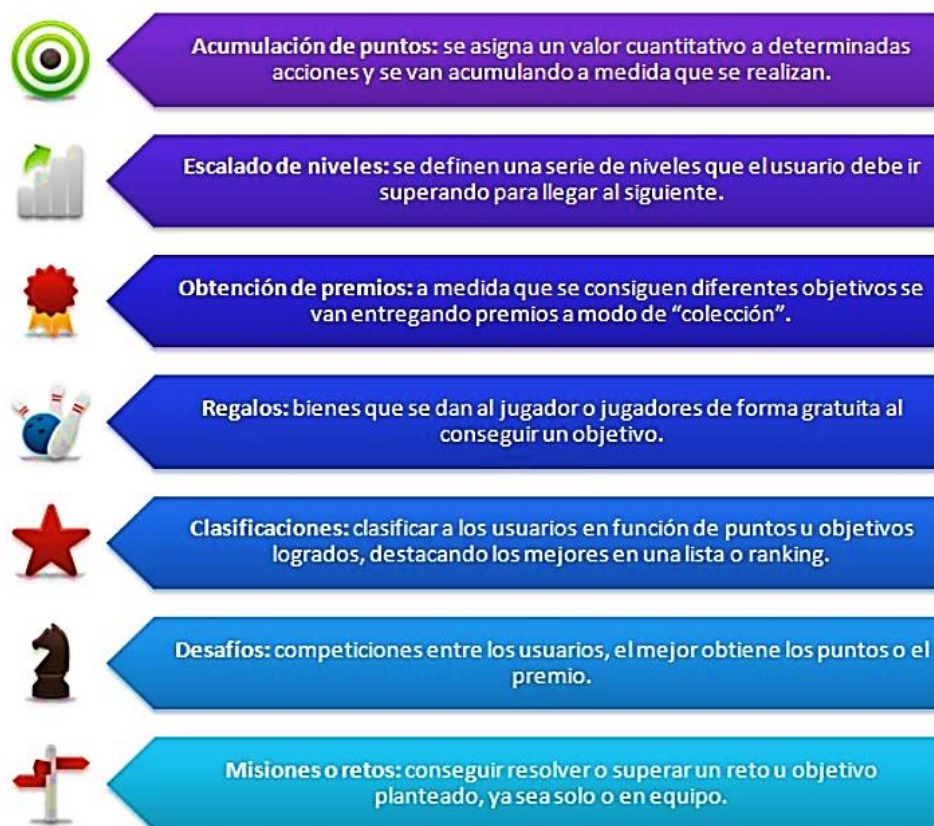 Acumulación de puntos: se asigna un valor cuantitativo a determinadas
acciones y se van acumulando a medida que se realizan.
Escalado de niveles: se definen una serie de niveles que el usuario debe ir
superando para llegar al siguiente.
Obtención de premios: a medida que se consiguen diferentes objetivos se
van entregando premios a modo de “colección”.
Regalos: bienes que se dan al jugador o jugadores de forma gratuita al
conseguir un objetivo.
Clasificaciones: clasificar a los usuarios en función de puntos u objetivos
logrados, destacando los mejores en una lista o ranking.
Desafíos: competiciones entre los usuarios, el mejor obtiene los puntos o el
premio.
Misiones o retos: conseguir resolver o superar un reto u objetivo
planteado, ya sea solo o en equipo.